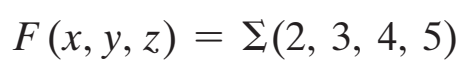 F (x, y, z) = Σ(2, 3, 4, 5)